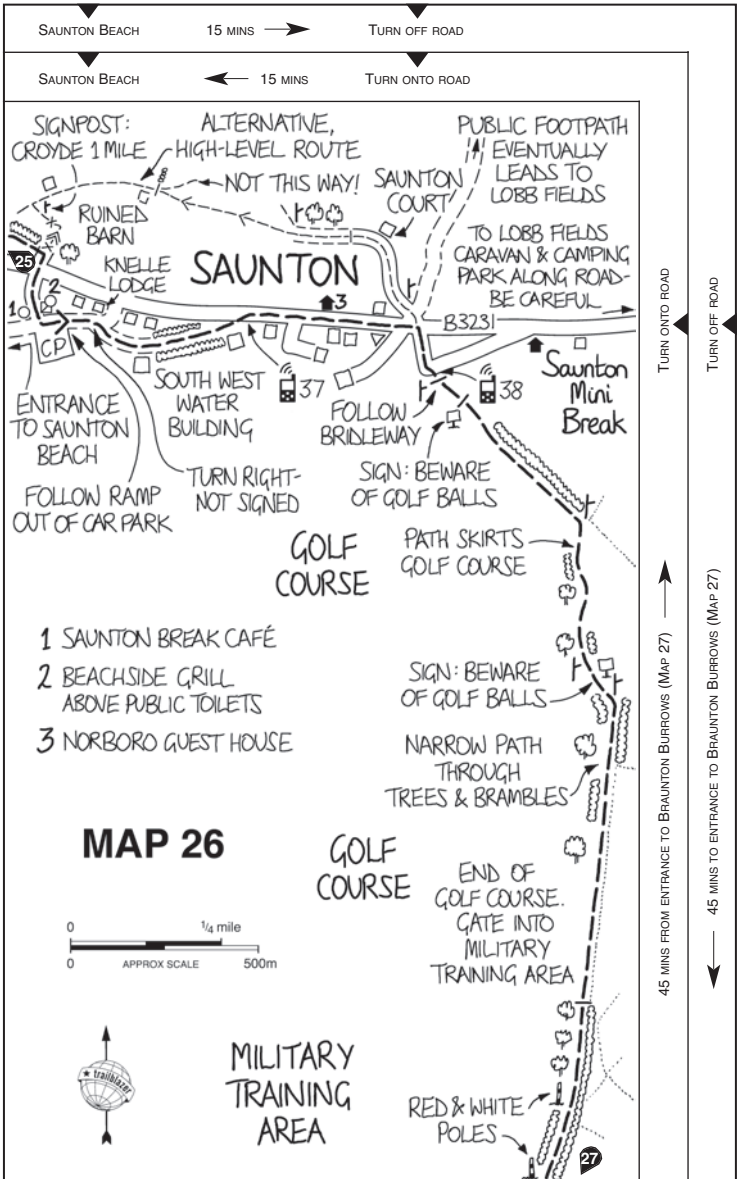 SAUNTON BEACH 15 MINS TURN OFF ROAD
SAUNTON BEACH 15 MINS TURN ONTO ROAD
SIGNPOST:
CROYDE 1 MILE
ALTERNATIVE,
HIGH-LEVEL ROUTE
NOT THIS WAY!
PUBLIC FOOTPATH
EVENTUALLY
LEADS TO
LOBB FIELDS
SAUNTON
COURT
RUINED
BARN
TO LOBB FIELDS
CARAVAN & CAMPING
PARK ALONG ROAD-
BE CAREFUL
25
KNELLE
LODGE
SAUNTON
1
2
3
B3231
CP
ENTRANCE
TO SAUNTON
BEACH
SOUTH WEST
WATER
BUILDING
37
FOLLOW
BRIDLEWAY
38
Saunton
Mini
Break
FOLLOW RAMP
OUT OF CAR PARK
TURN RIGHT-
NOT SIGNED
SIGN: BEWARE
OF GOLF BALLS
GOLF
COURSE
PATH SKIRTS
GOLF COURSE
1 SAUNTON BREAK CAFÉ
2 BEACHSIDE GRILL
ABOVE PUBLIC TOILETS
3 NORBORO GUEST HOUSE
SIGN: BEWARE
OF GOLF BALLS
NARROW PATH
THROUGH
TREES & BRAMBLES
MAP 26
GOLF
COURSE
END OF
GOLF COURSE.
GATE INTO
MILITARY
TRAINING AREA
0 ¼ mile
0 APPROX SCALE 500m
trailblazer
MILITARY
TRAINING
AREA
RED & WHITE
POLES
27
TURN ONTO ROAD
45 MINS FROM ENTRANCE TO BRAUNTON BURROWS (MAP 27)
TURN OFF ROAD
45 MINS TO ENTRANCE TO BRAUNTON BURROWS (MAP 27)